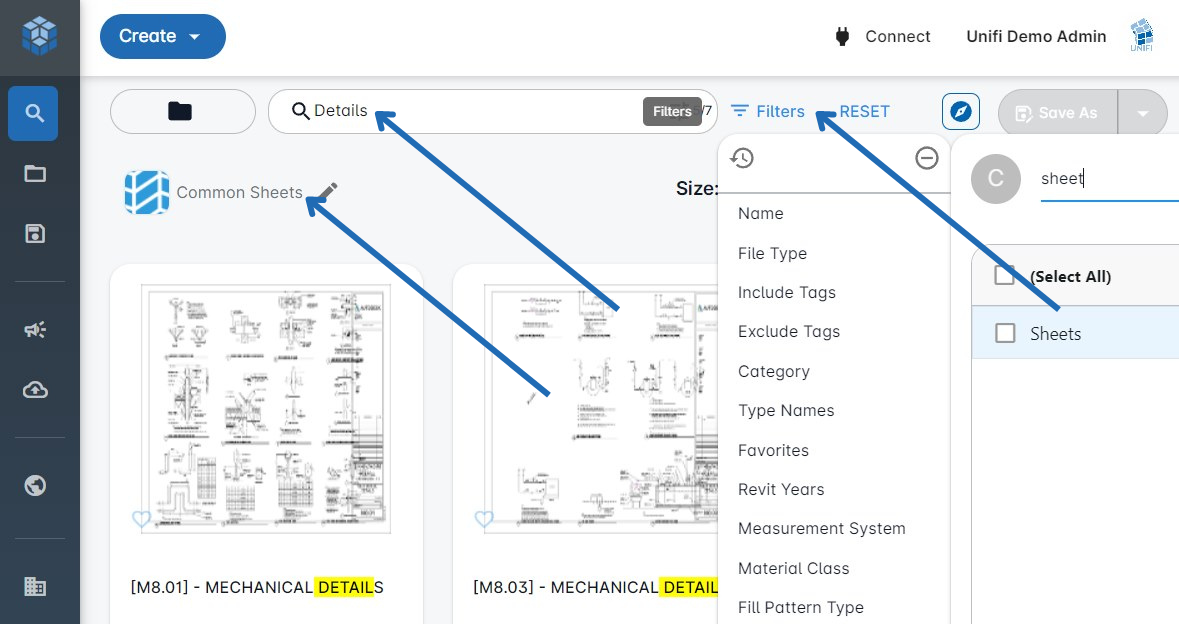 Create
Connect
Unifi Demo Admin
UNIFI
Details
Filters
/7
Filters
RESET
Save As
Common Sheets
Size:
C
sheet
Name
File Type
Include Tags
Exclude Tags
Category
Type Names
Favorites
Revit Years
Measurement System
Material Class
Fill Pattern Type
(Select All)
Sheets
[M8.01] - MECHANICAL DETAILS
[M8.03] - MECHANICAL DETAIL